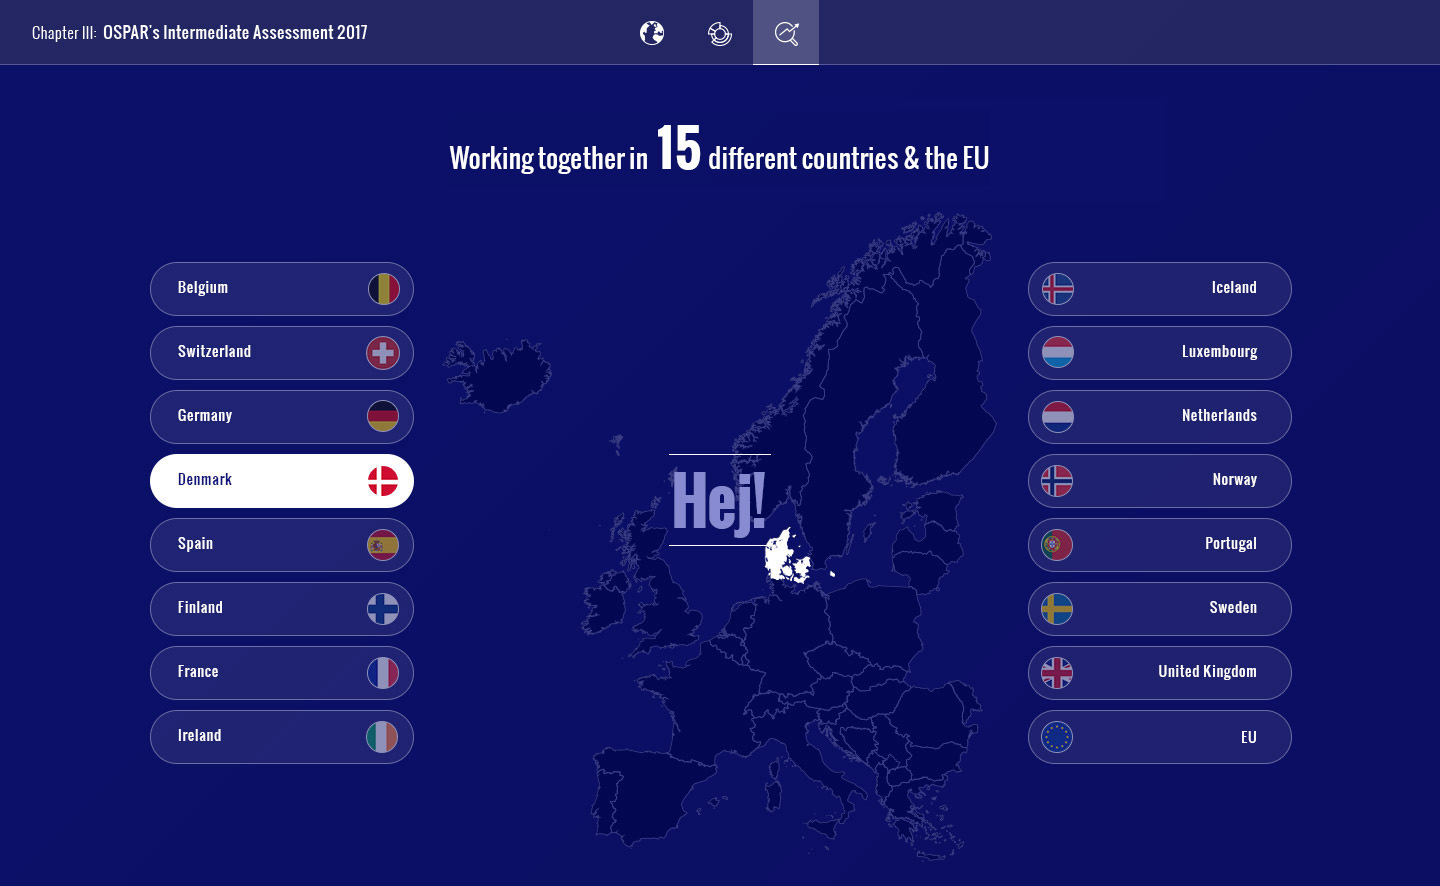 Chapter III: OSPAR's Intermediate Assessment 2017
Working together in 15 different countries & the EU
Belgium
Switzerland
Germany
Denmark
Spain
Finland
France
Ireland
Hej!
Iceland
Luxembourg
Netherlands
Norway
Portugal
Sweden
United Kingdom
EU